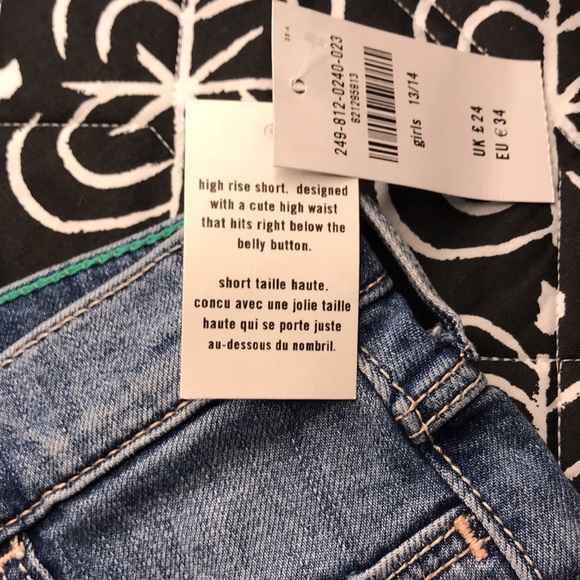 249-812-0240-023
621295913
girls 13/14
UK £ 24
EU € 34
high rise short. designed
with a cute high waist
that hits right below the
belly button.
short taille haute.
concu avec une jolie taille
haute qui se porte juste
au-dessous du nombril.